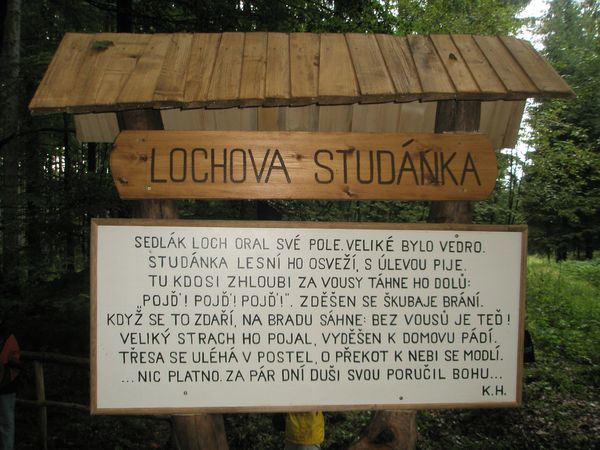 LOCHOVA STUDÁNKA
SEDLÁK LOCH ORAL SVÉ POLE. VELIKÉ BYLO VEDRO.
STUDÁNKA LESNÍ HO OSVEŽÍ, S ÚLEVOU PIJE.
TU KDOSI ZHLOUBI ZA VOUSY TÁHNE HO DOLŮ:
„POJĎ! POJĎ! POJĎ!". ZDĚŠEN SE ŠKUBAJE BRÁNÍ.
KDYŽ SE TO ZDAŘÍ, NA BRADU SÁHNE: BEZ VOUSŮ JE TEĎ!
VELIKÝ STRACH HO POJAL, VYDĚŠEN K DOMOVU PÁDÍ.
TŘESA SE ULÉHÁ V POSTEL, O PŘEKOT K NEBI SE MODLÍ.
...NIC PLATNO. ZA PÁR DNÍ DUŠI SVOU PORUČIL BOHU...
K.H.